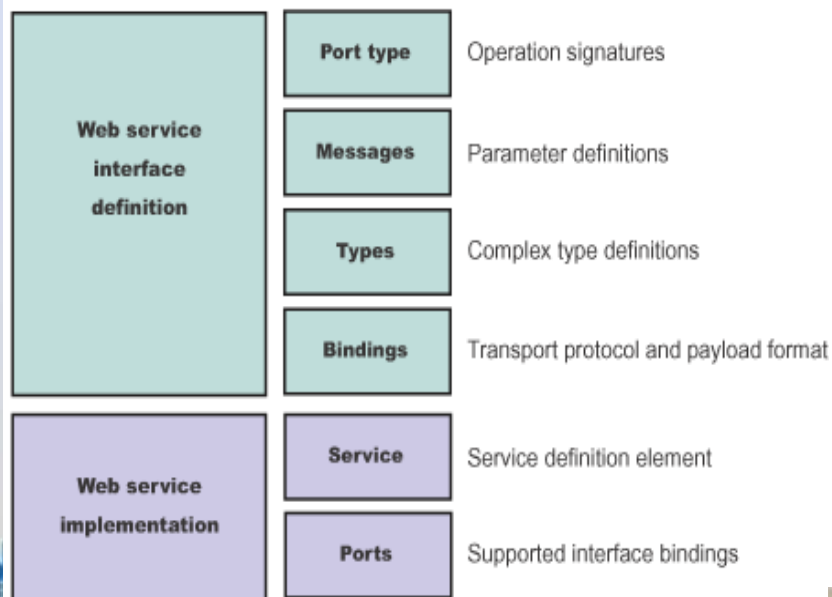 Web service
interface
definition
Port type
Operation signatures
Messages
Parameter definitions
Types
Complex type definitions
Bindings
Transport protocol and payload format
Web service
implementation
Service
Service definition element
Ports
Supported interface bindings